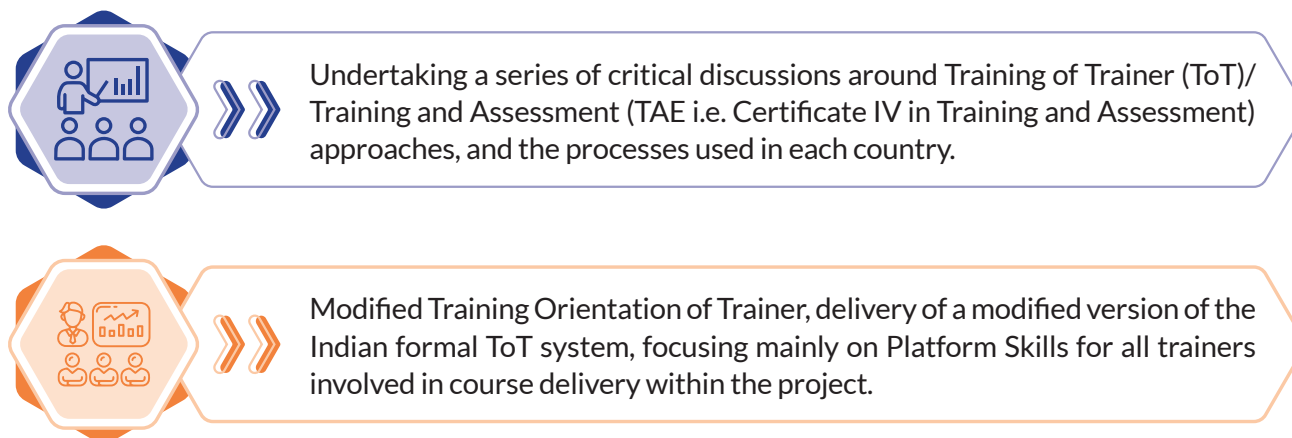 Undertaking a series of critical discussions around Training of Trainer (ToT)/
Training and Assessment (TAE i.e. Certificate IV in Training and Assessment)
approaches, and the processes used in each country.
Modified Training Orientation of Trainer, delivery of a modified version of the
Indian formal ToT system, focusing mainly on Platform Skills for all trainers
involved in course delivery within the project.